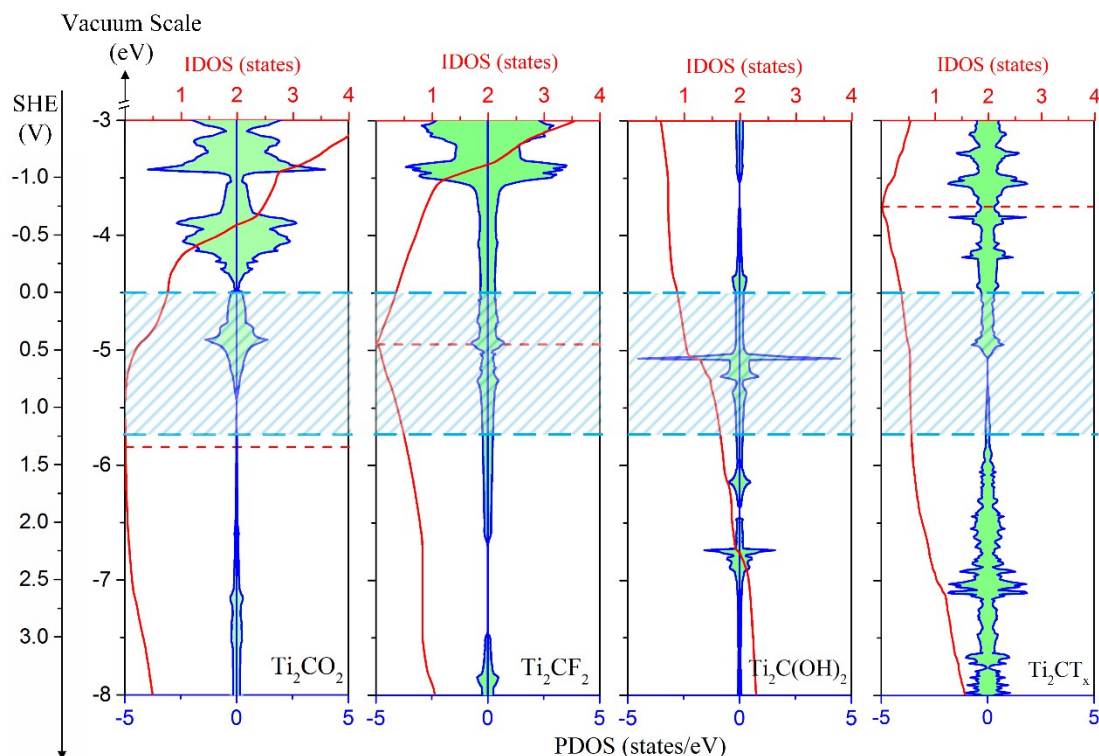 Vacuum Scale
(eV)
SHE
(V)
IDOS (states)
IDOS (states)
IDOS (states)
IDOS (states)
1 2 3 4
1 2 3 4
1 2 3 4
1 2 3 4
-3
-4
-5
-6
-7
-8
-1.0
-0.5
0.0
0.5
1.0
1.5
2.0
2.5
3.0
Ti₂CO₂
Ti₂CF₂
Ti₂C(OH)₂
Ti₂CTₓ
-5 0 5
-5 0 5
-5 0 5
-5 0 5
PDOS (states/eV)